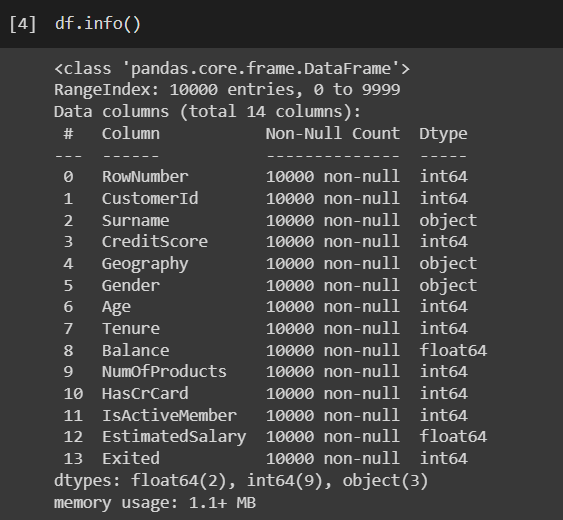 [4] df.info()
<class 'pandas.core.frame.DataFrame'>
RangeIndex: 10000 entries, 0 to 9999
Data columns (total 14 columns):
 #   Column           Non-Null Count  Dtype
---  ------           --------------  -----
 0   RowNumber        10000 non-null  int64
 1   CustomerId       10000 non-null  int64
 2   Surname          10000 non-null  object
 3   CreditScore      10000 non-null  int64
 4   Geography        10000 non-null  object
 5   Gender           10000 non-null  object
 6   Age              10000 non-null  int64
 7   Tenure           10000 non-null  int64
 8   Balance          10000 non-null  float64
 9   NumOfProducts    10000 non-null  int64
 10  HasCrCard        10000 non-null  int64
 11  IsActiveMember   10000 non-null  int64
 12  EstimatedSalary  10000 non-null  float64
 13  Exited           10000 non-null  int64
dtypes: float64(2), int64(9), object(3)
memory usage: 1.1+ MB